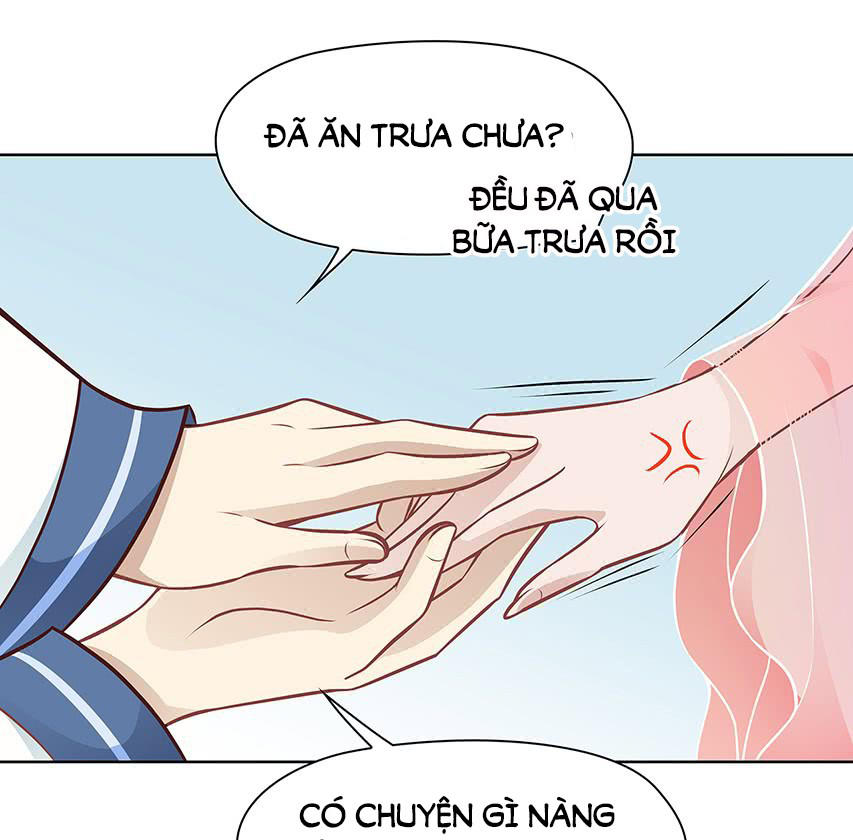 ĐÃ ĂN TRƯA CHƯA?
ĐỀU ĐÃ QUA
BỮA TRƯA RỒI
CÓ CHUYỆN GÌ NÀNG